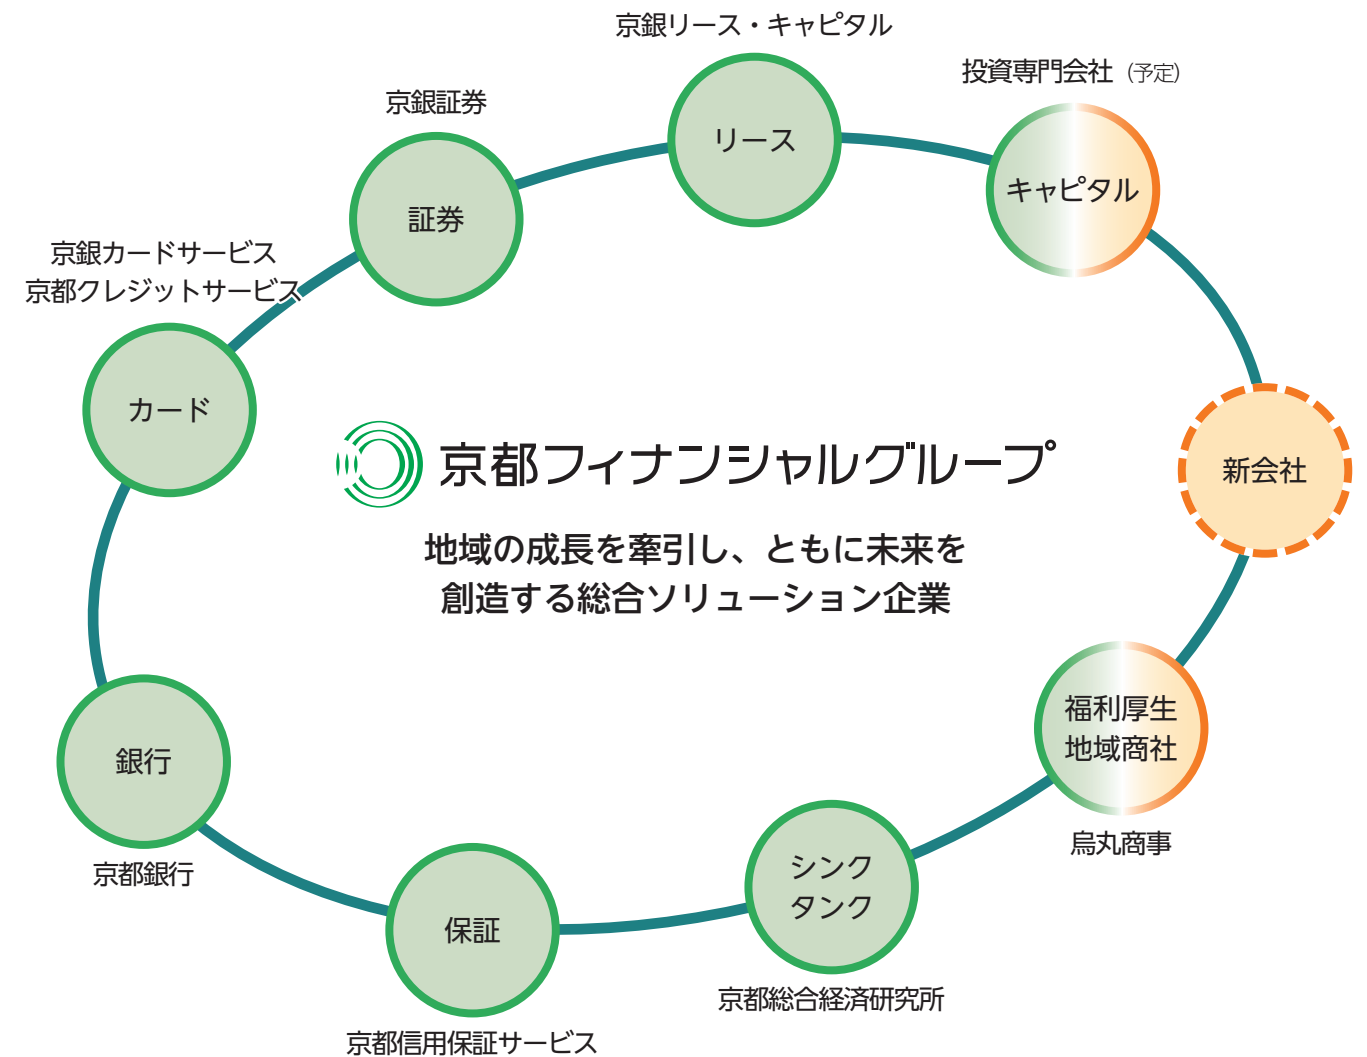 京銀リース・キャピタル
リース
投資専門会社（予定）
キャピタル
新会社
福利厚生
地域商社
烏丸商事
シンク
タンク
京都総合経済研究所
保証
京都信用保証サービス
銀行
京都銀行
カード
京銀カードサービス
京都クレジットサービス
京銀証券
証券
京都フィナンシャルグループ
地域の成長を牽引し、ともに未来を
創造する総合ソリューション企業